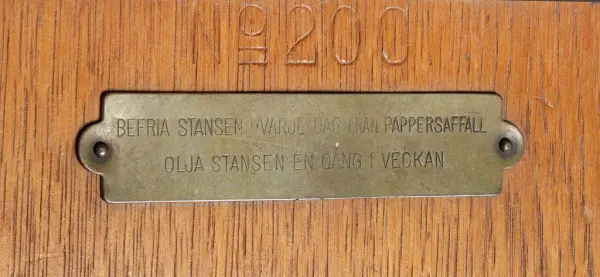 No 200
BEFRIA STANSEN VARJE DAG FRÅN PAPPERSAFFALL
OLJA STANSEN EN GÅNG I VECKAN